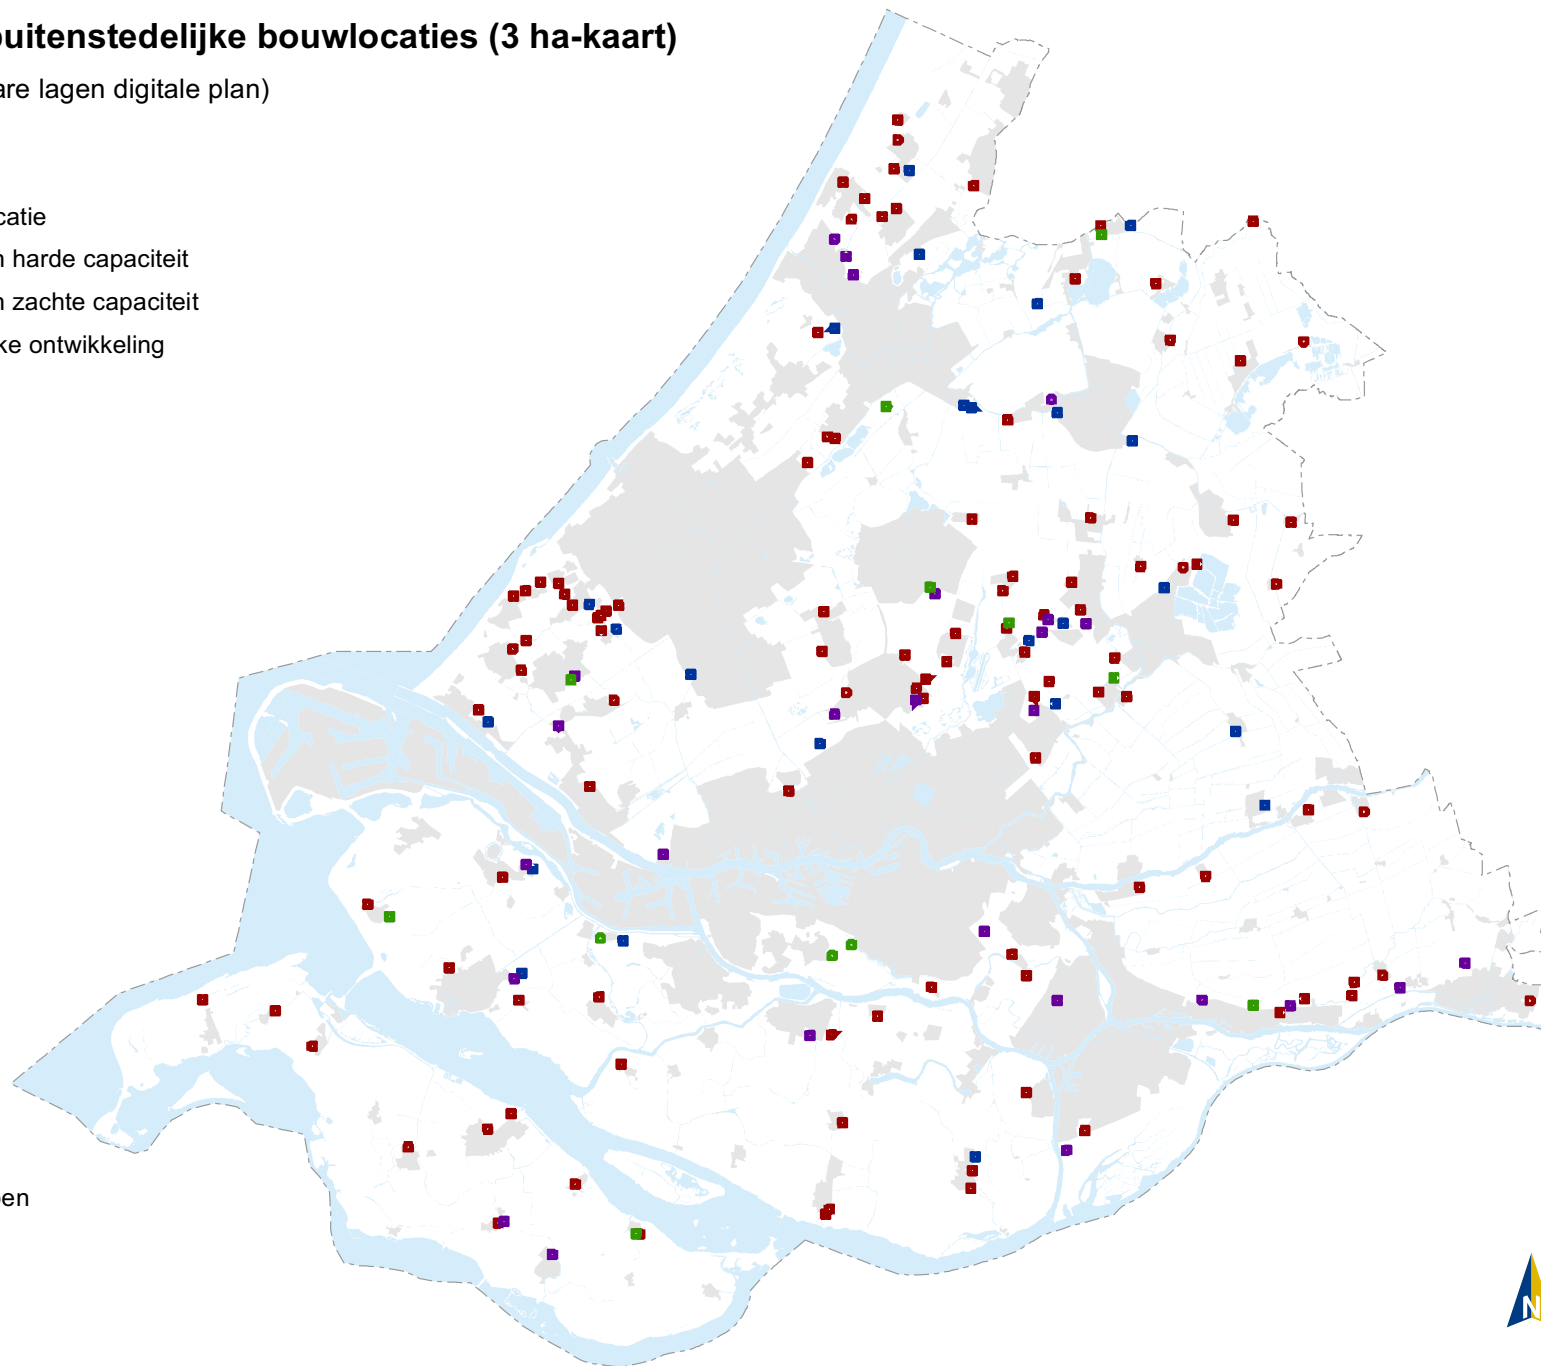 buitenstedelijke bouwlocaties (3 ha-kaart)
are lagen digitale plan)
catie
n harde capaciteit
n zachte capaciteit
ke ontwikkeling
en
N